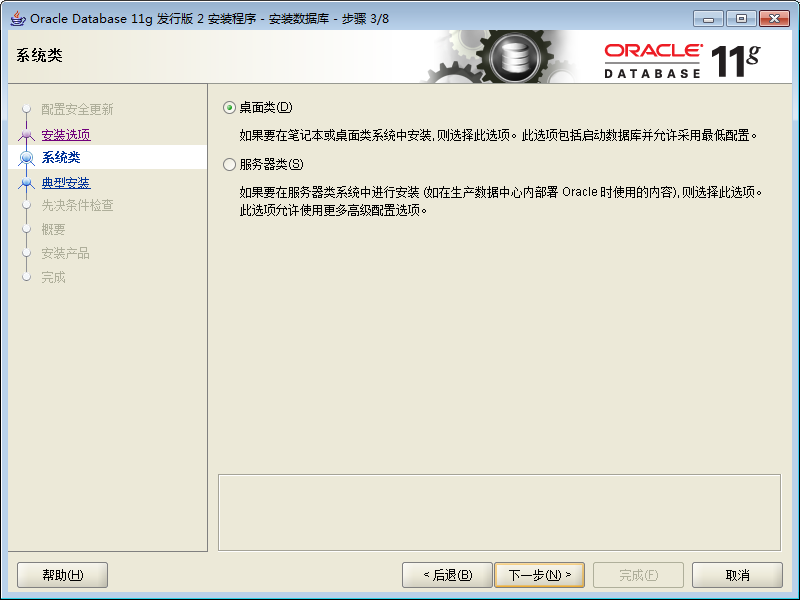 Oracle Database 11g 发行版 2 安装程序 - 安装数据库 - 步骤 3/8
系统类
ORACLE
DATABASE
11g
配置安全更新
安装选项
系统类
典型安装
先决条件检查
概要
安装产品
完成
桌面类(D)
如果要在笔记本或桌面类系统中安装,则选择此选项。此选项包括启动数据库并允许采用最低配置。
服务器类(S)
如果要在服务器类系统中进行安装 (如在生产数据中心内部署 Oracle 时使用的内容),则选择此选项。
此选项允许使用更多高级配置选项。
帮助(H)
< 后退(B)
下一步(N) >
完成(F)
取消